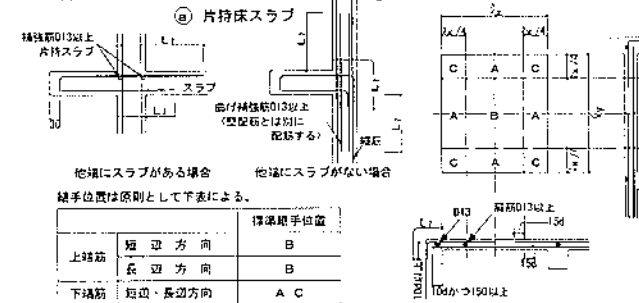 ⓐ 片持床スラブ
補強筋D13以上
片持スラブ
スラブ
曲げ補強筋D13以上
(壁配筋とは別に
配筋する)
縦筋
他端にスラブがある場合
他端にスラブがない場合
継手位置は原則として下表による。
標準継手位置
上端筋 短辺方向 B
長辺方向 B
下端筋 短辺・長辺方向 A C
C A C
A B A
C A C
D13
肩筋D13以上
15d
15d
10dかつ150以上